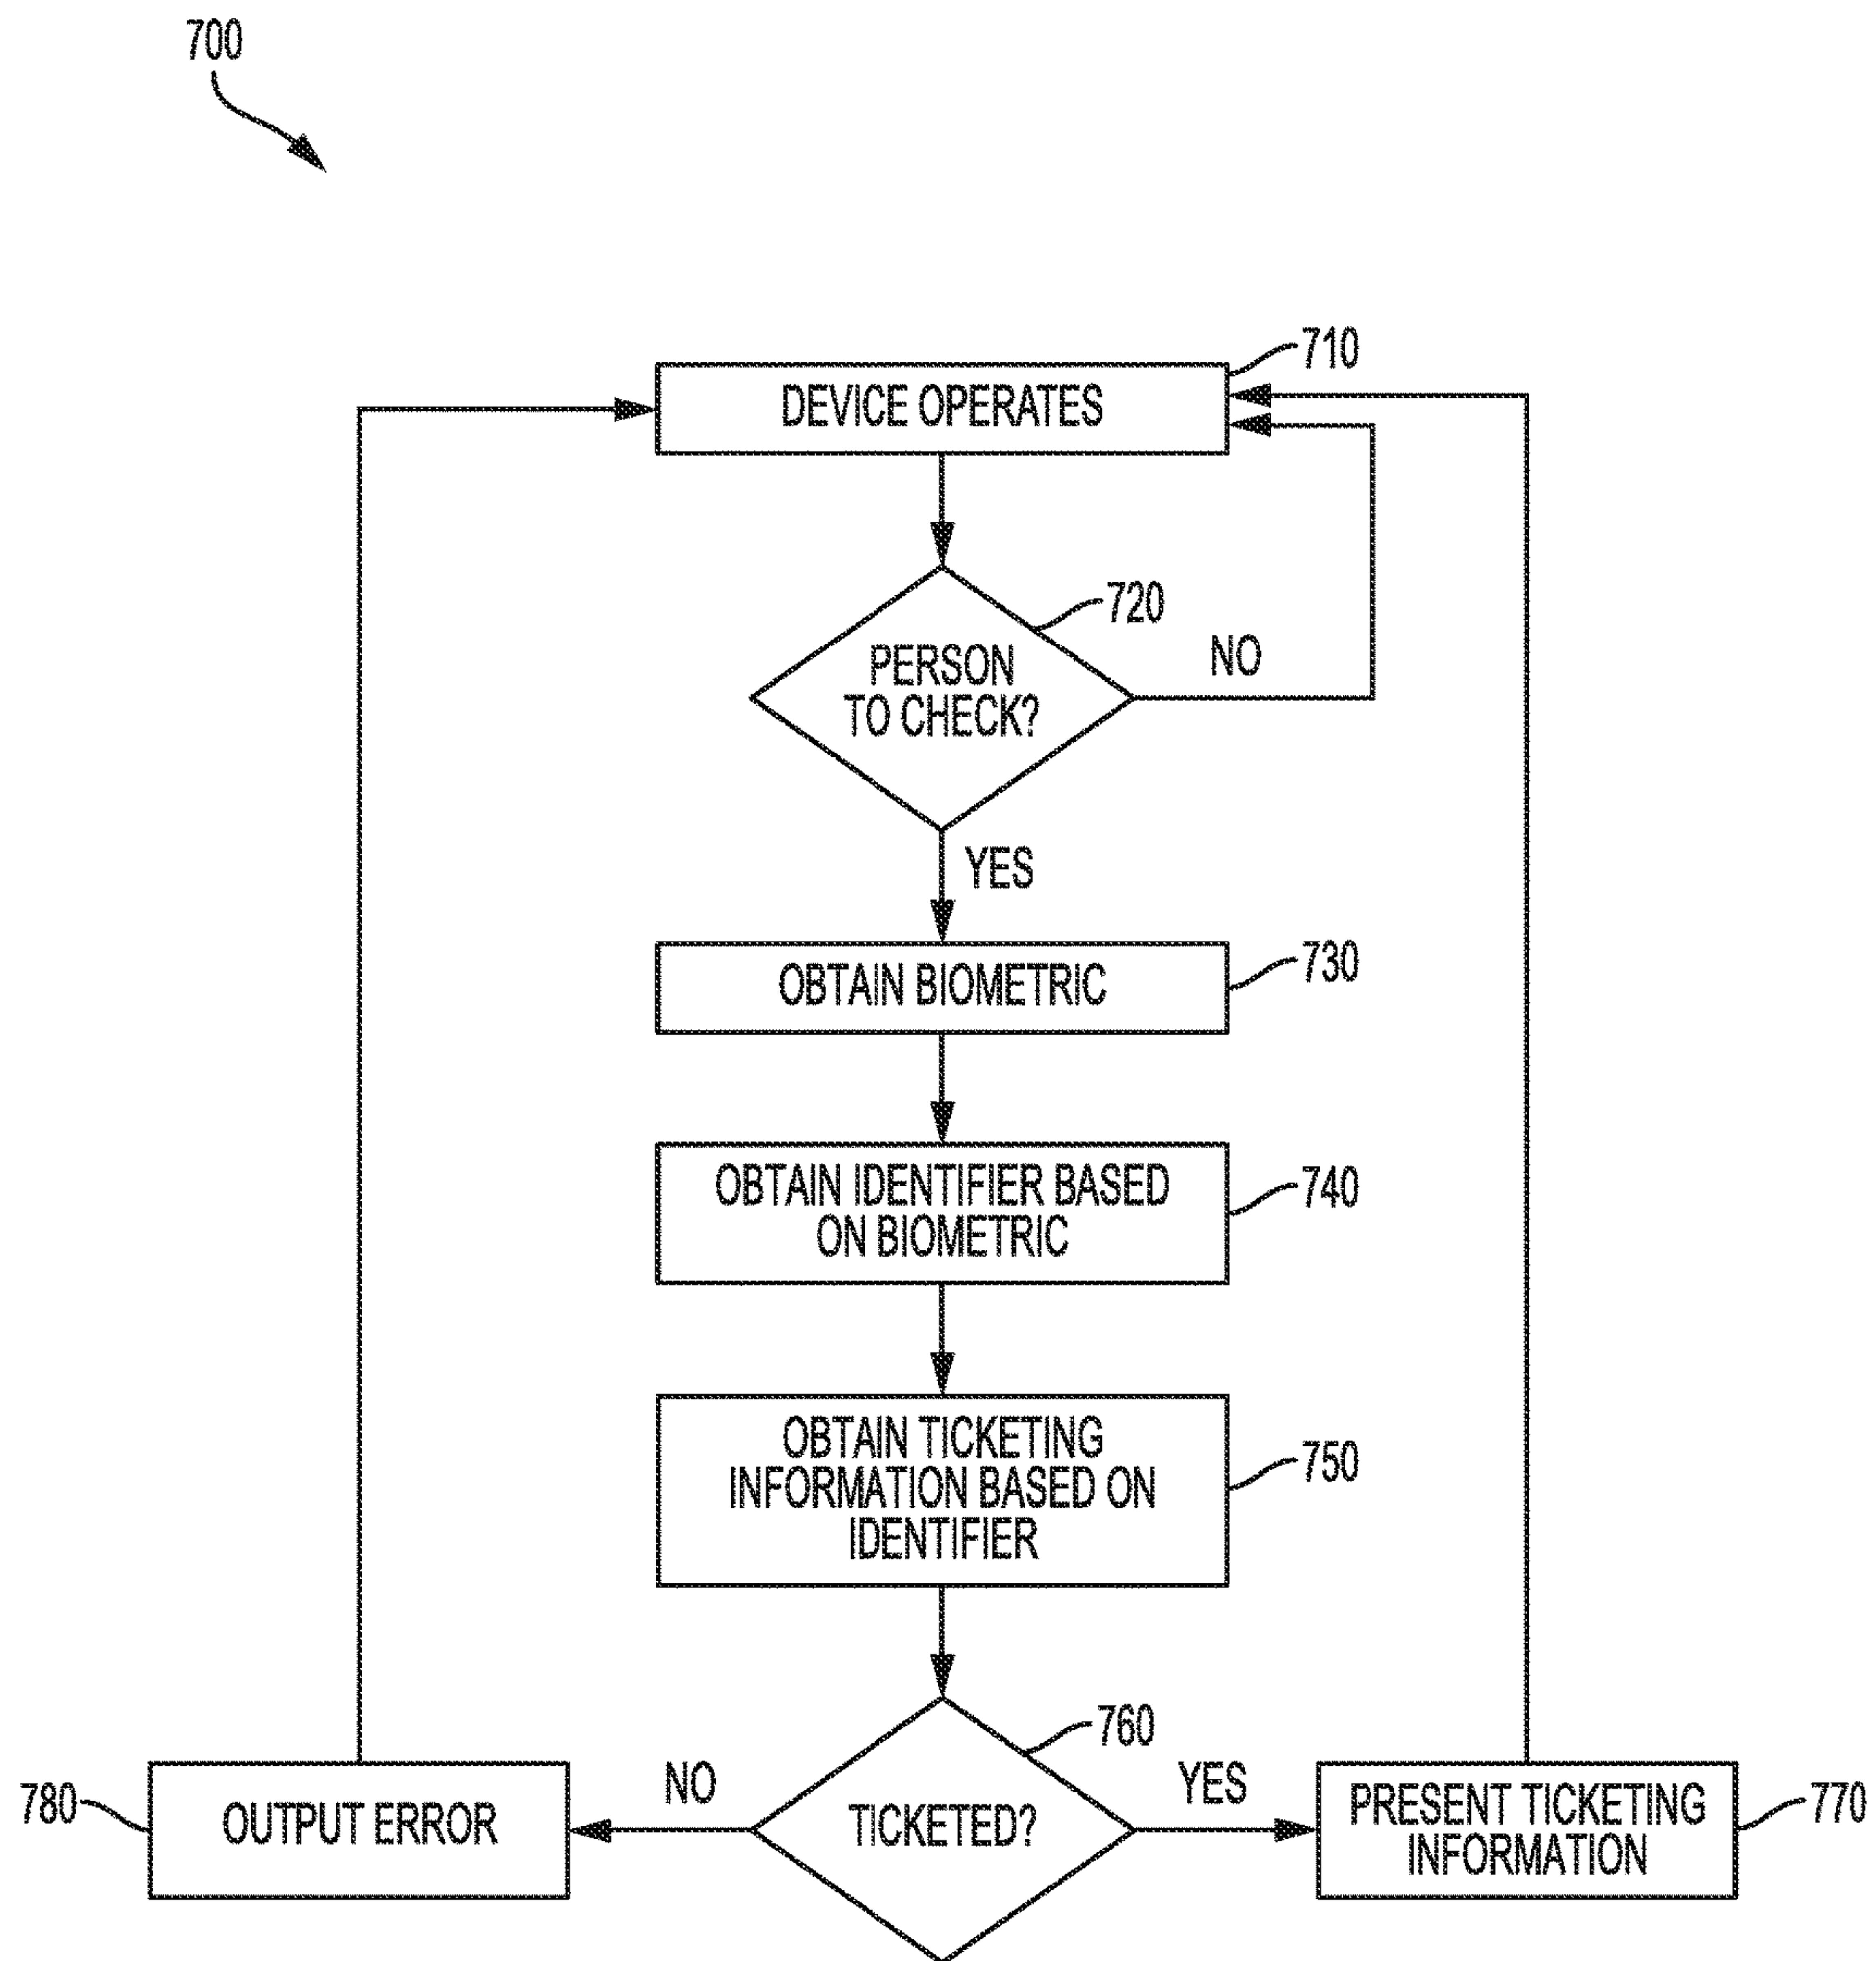 700
710
DEVICE OPERATES
720
PERSON
TO CHECK?
NO
YES
730
OBTAIN BIOMETRIC
740
OBTAIN IDENTIFIER BASED
ON BIOMETRIC
750
OBTAIN TICKETING
INFORMATION BASED ON
IDENTIFIER
760
780
OUTPUT ERROR
NO
TICKETED?
YES
PRESENT TICKETING
INFORMATION
770